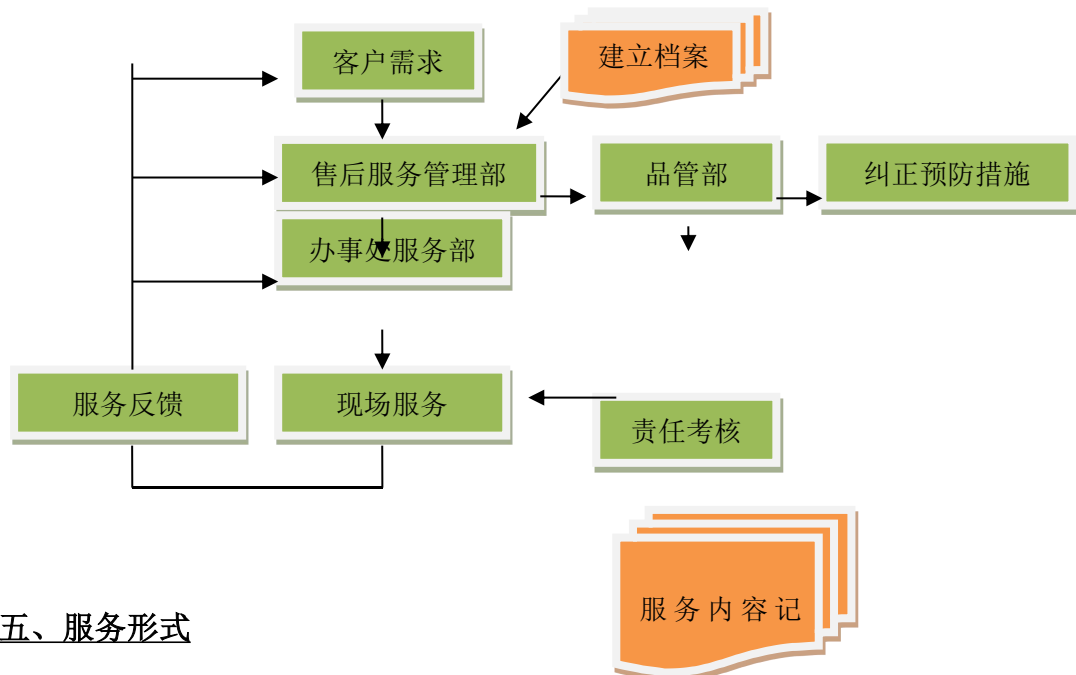 客户需求
建立档案
售后服务管理部
品管部
纠正预防措施
办事处服务部
服务反馈
现场服务
责任考核
服务内容记
五、服务形式